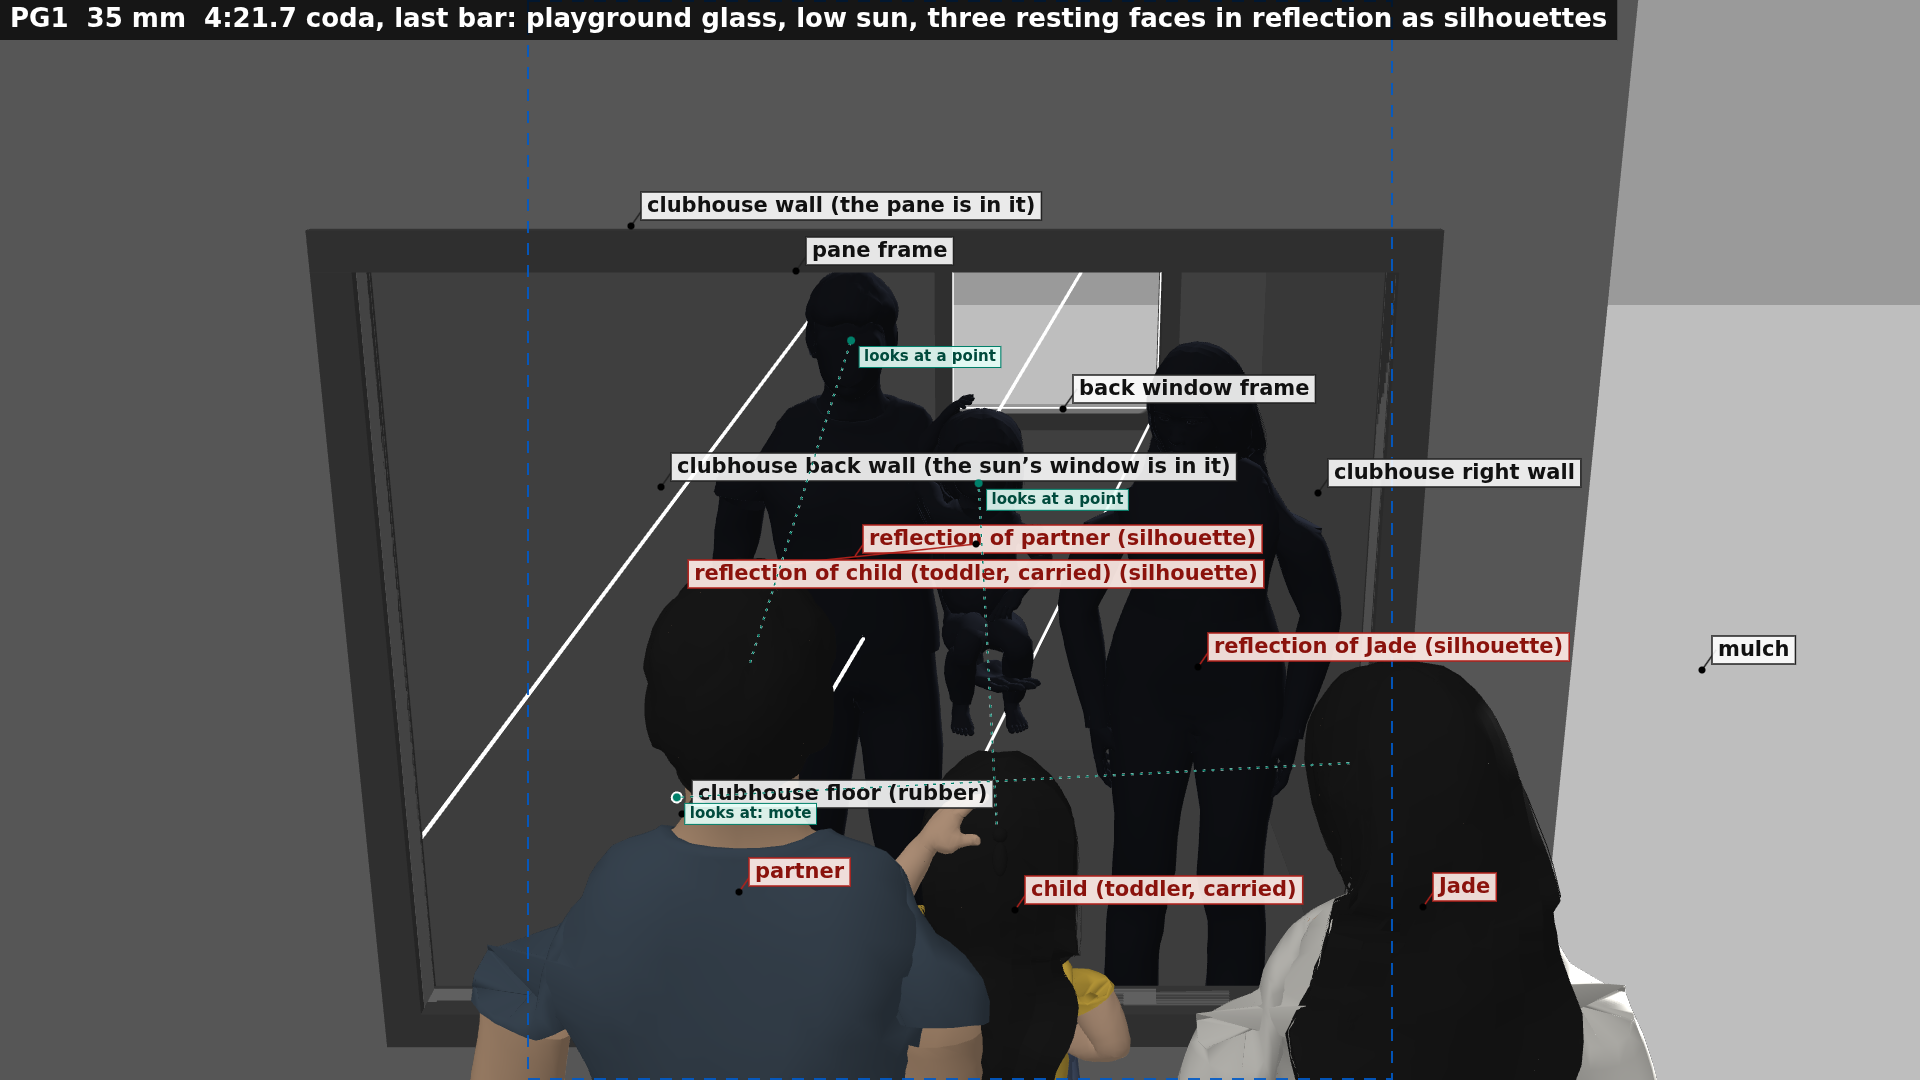 PG1  35 mm  4:21.7 coda, last bar: playground glass, low sun, three resting faces in reflection as silhouettes
clubhouse wall (the pane is in it)
pane frame
looks at a point
back window frame
clubhouse back wall (the sun’s window is in it)
clubhouse right wall
looks at a point
reflection of partner (silhouette)
reflection of child (toddler, carried) (silhouette)
reflection of Jade (silhouette)
mulch
clubhouse floor (rubber)
looks at: mote
partner
child (toddler, carried)
Jade